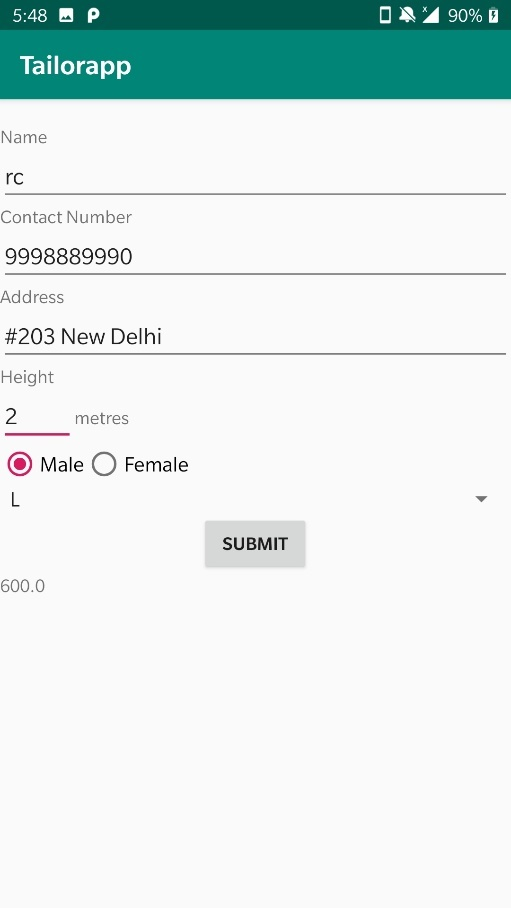 5:48 90%
Tailorapp
Name
rc
Contact Number
9998889990
Address
#203 New Delhi
Height
2 metres
Male Female
L
SUBMIT
600.0